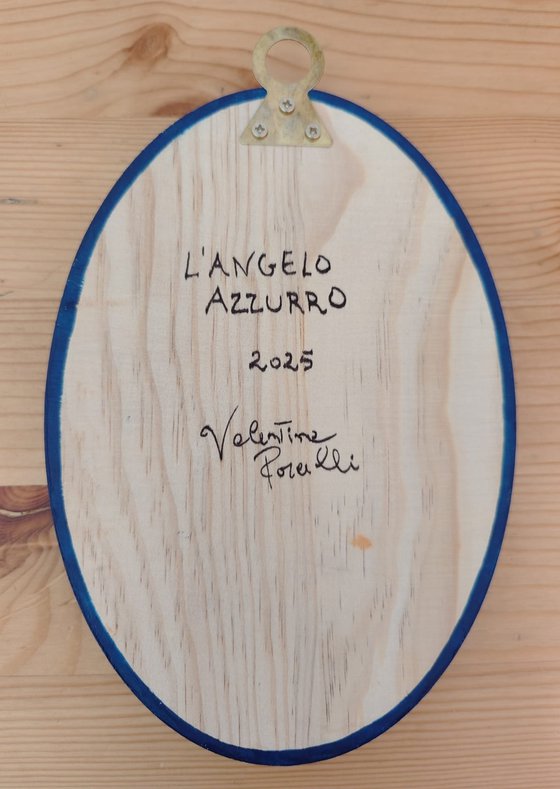 L'ANGELO
AZZURRO
2025
Valentina
Porcelli